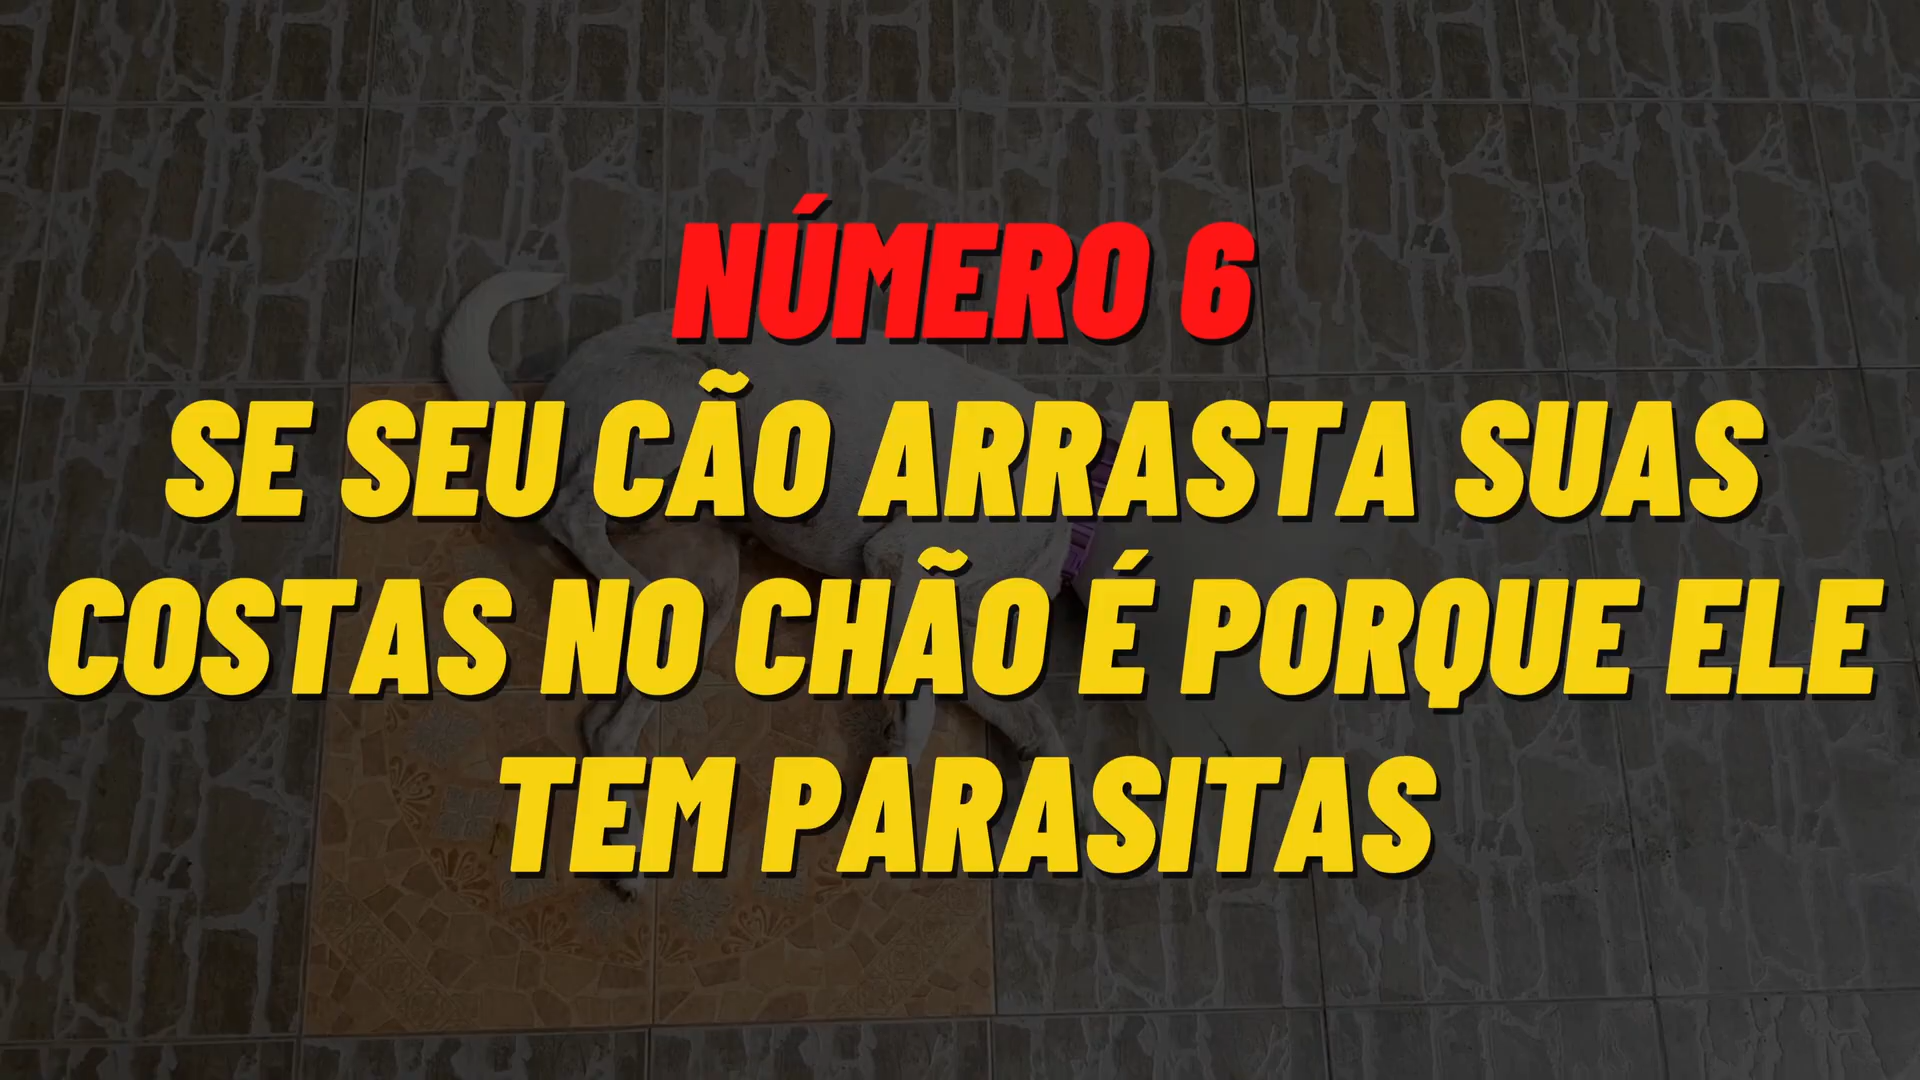 NÚMERO 6
SE SEU CÃO ARRASTA SUAS
COSTAS NO CHÃO É PORQUE ELE
TEM PARASITAS